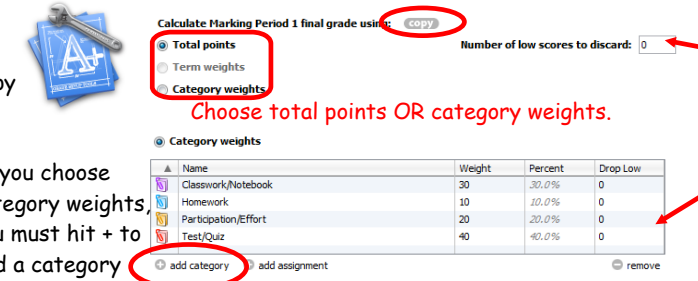 Calculate Marking Period 1 final grade using: copy
Total points
Number of low scores to discard: 0
Term weights
Category weights
Choose total points OR category weights.
Category weights
Name Weight Percent Drop Low
Classwork/Notebook 30 30.0% 0
Homework 10 10.0% 0
Participation/Effort 20 20.0% 0
Test/Quiz 40 40.0% 0
add category add assignment remove
A+
you choose
tegory weights,
u must hit + to
d a category